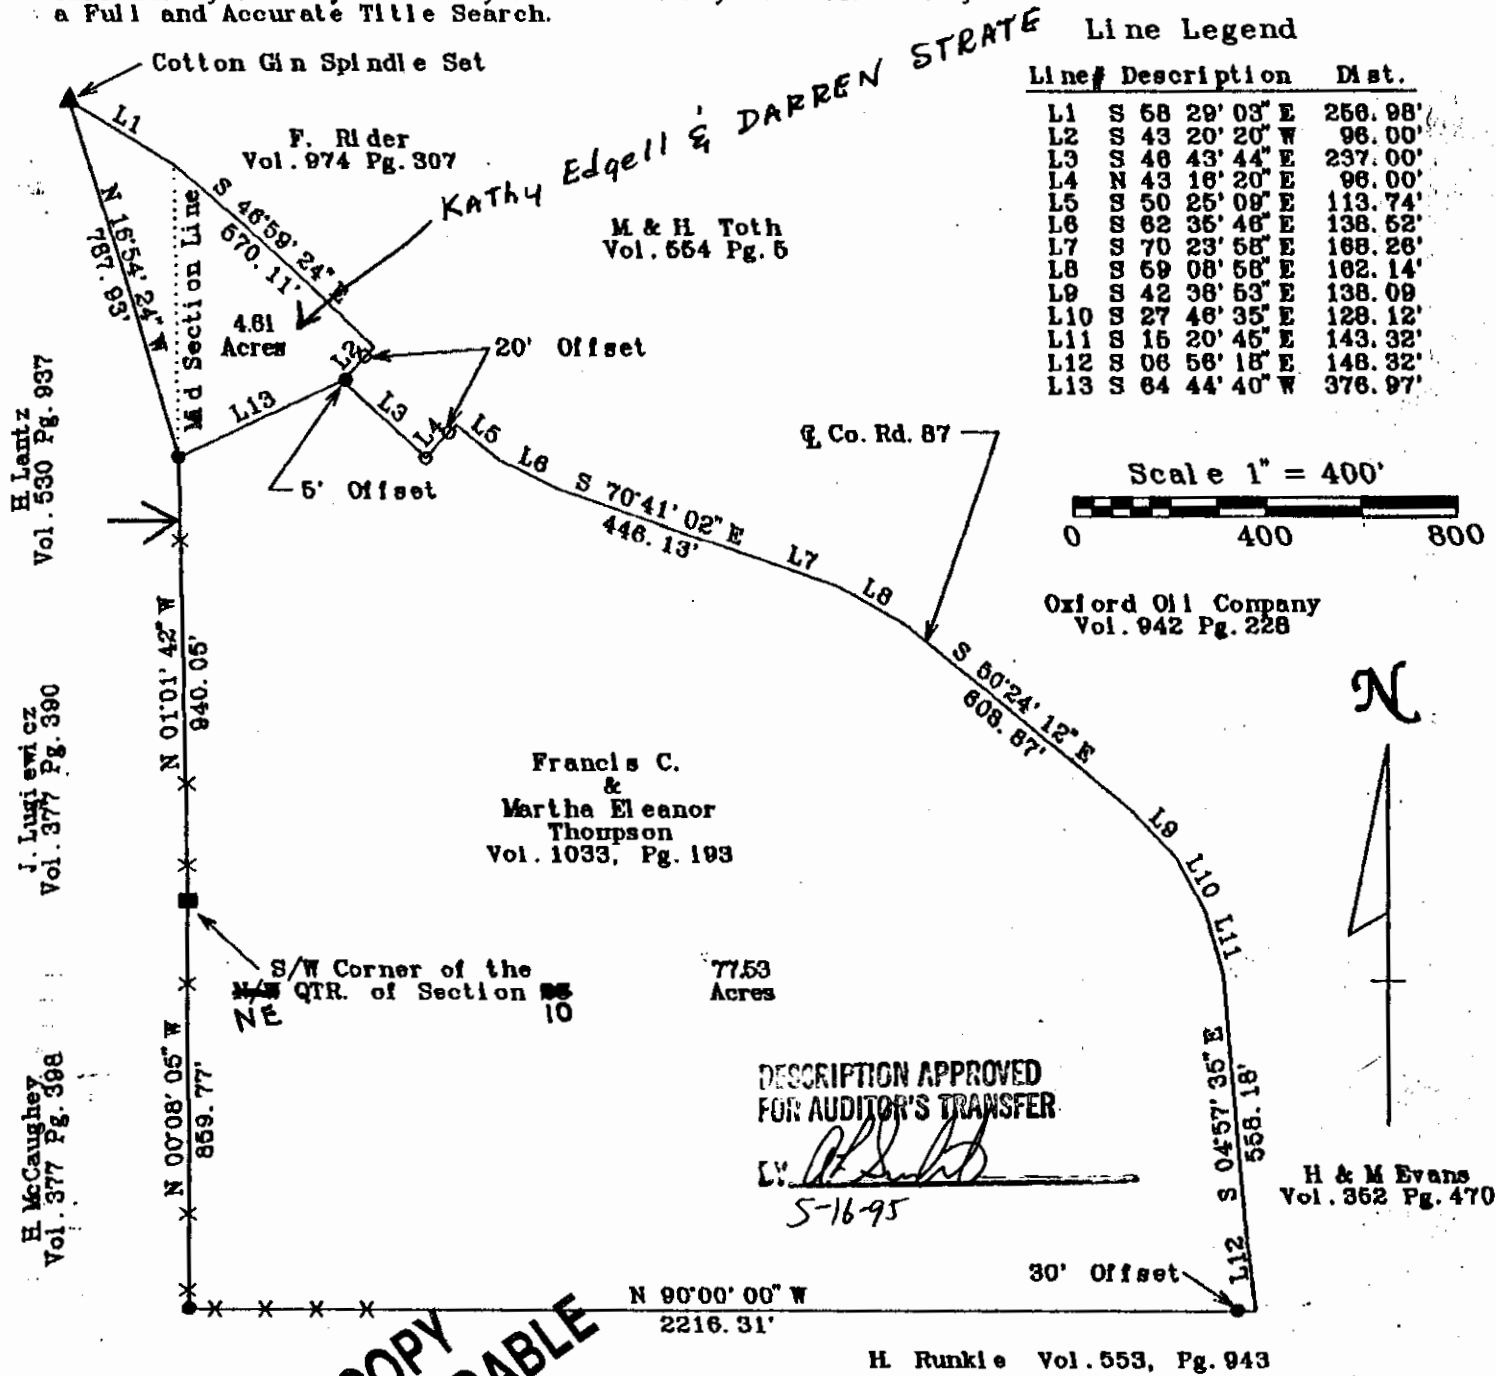 a Full and Accurate Title Search.
Cotton Gin Spindle Set
Line Legend
Line# Description Dist.
L1 S 58 29' 03" E 256.98'
L2 S 43 20' 20" W 96.00'
L3 S 46 43' 44" E 237.00'
L4 N 43 16' 20" E 96.00'
L5 S 50 25' 09" E 113.74'
L6 S 62 35' 46" E 138.52'
L7 S 70 23' 58" E 168.26'
L8 S 59 08' 58" E 162.14'
L9 S 42 38' 53" E 138.09
L10 S 27 46' 35" E 128.12'
L11 S 15 20' 45" E 143.32'
L12 S 06 56' 18" E 148.32'
L13 S 64 44' 40" W 376.97'
KATHY Edgell & DARREN STRATE
L1
F. Rider
Vol. 974 Pg. 307
M & H Toth
Vol. 554 Pg. 5
N 16°54' 24" W
787.93'
Mid Section Line
S 46°59' 24" E
570.11'
4.61
Acres
L2
20' Offset
L13
L3
L4
L5
L6
5' Offset
H Lantz
Vol. 530 Pg. 937
S 70°41' 02" E
446.13'
L7
L8
℄ Co. Rd. 87
Scale 1" = 400'
0 400 800
Oxford Oil Company
Vol. 942 Pg. 228
N
N 01°01' 42" W
940.05'
J. Lugiewicz
Vol. 377 Pg. 390
S 50°24' 12" E
608.87'
Francis C.
&
Martha Eleanor
Thompson
Vol. 1033, Pg. 193
L9
L10
L11
S/W Corner of the
N/W QTR. of Section
NE 10
77.53
Acres
N 00°08' 05" W
859.77'
H. McCaughey
Vol. 377 Pg. 398
DESCRIPTION APPROVED
FOR AUDITOR'S TRANSFER
BY
5-16-95
S 04°57' 35" E
558.18'
H & M Evans
Vol. 352 Pg. 470
L12
30' Offset
N 90°00' 00" W
2216.31'
COPY
H. Runkle Vol. 553, Pg. 943